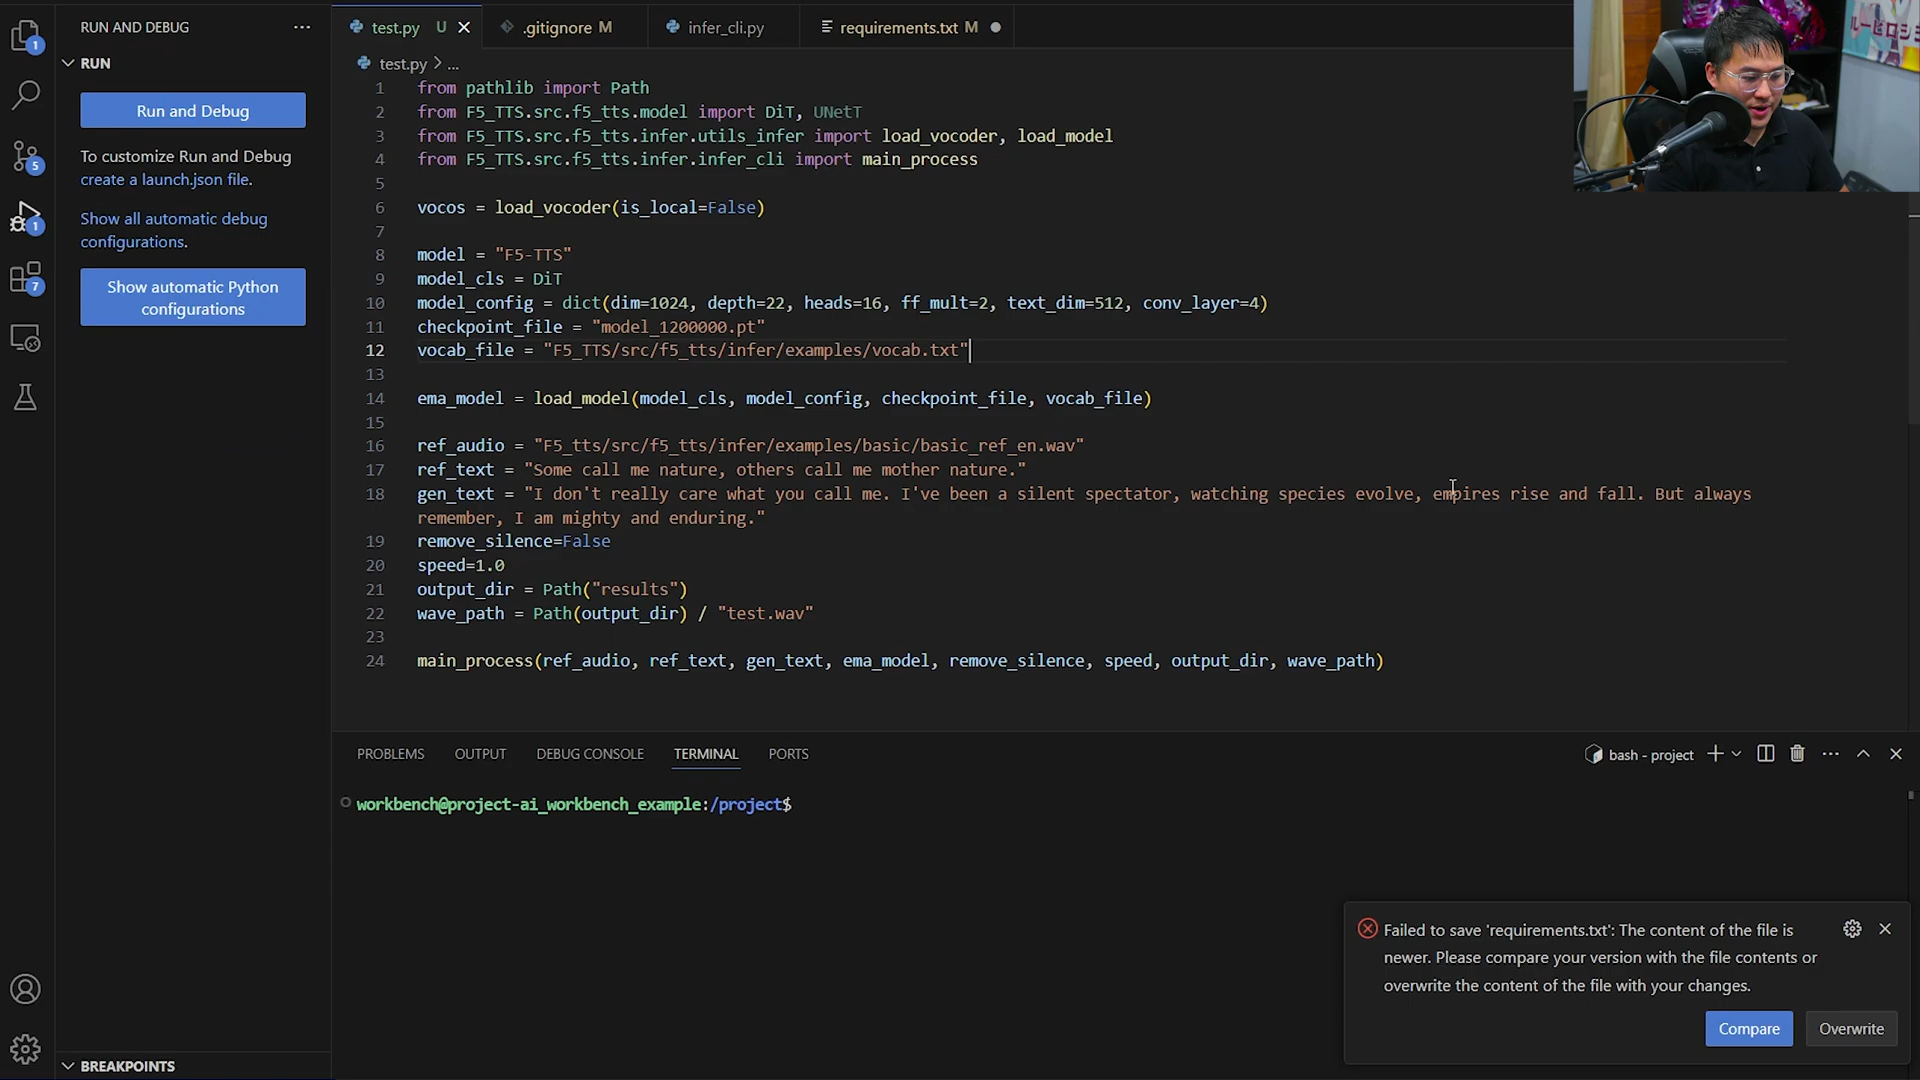 RUN AND DEBUG
RUN
Run and Debug
To customize Run and Debug
create a launch.json file.
Show all automatic debug
configurations.
Show automatic Python
configurations
BREAKPOINTS
1
5
1
7
test.py U
.gitignore M
infer_cli.py
requirements.txt M
test.py > ...
1 from pathlib import Path
2 from F5_TTS.src.f5_tts.model import DiT, UNetT
3 from F5_TTS.src.f5_tts.infer.utils_infer import load_vocoder, load_model
4 from F5_TTS.src.f5_tts.infer.infer_cli import main_process
5
6 vocos = load_vocoder(is_local=False)
7
8 model = "F5-TTS"
9 model_cls = DiT
10 model_config = dict(dim=1024, depth=22, heads=16, ff_mult=2, text_dim=512, conv_layer=4)
11 checkpoint_file = "model_1200000.pt"
12 vocab_file = "F5_TTS/src/f5_tts/infer/examples/vocab.txt"
13
14 ema_model = load_model(model_cls, model_config, checkpoint_file, vocab_file)
15
16 ref_audio = "F5_tts/src/f5_tts/infer/examples/basic/basic_ref_en.wav"
17 ref_text = "Some call me nature, others call me mother nature."
18 gen_text = "I don't really care what you call me. I've been a silent spectator, watching species evolve, empires rise and fall. But always
remember, I am mighty and enduring."
19 remove_silence=False
20 speed=1.0
21 output_dir = Path("results")
22 wave_path = Path(output_dir) / "test.wav"
23
24 main_process(ref_audio, ref_text, gen_text, ema_model, remove_silence, speed, output_dir, wave_path)
PROBLEMS OUTPUT DEBUG CONSOLE TERMINAL PORTS
bash - project
workbench@project-ai_workbench_example:/project$
Failed to save 'requirements.txt': The content of the file is
newer. Please compare your version with the file contents or
overwrite the content of the file with your changes.
Compare Overwrite